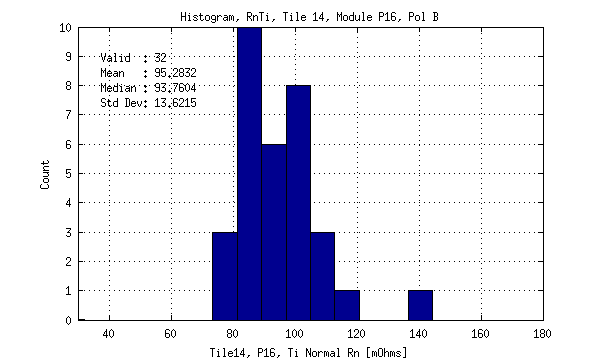 Histogram, RnTi, Tile 14, Module P16, Pol B
10
9
8
7
6
5
4
3
2
1
0
Valid : 32
Mean : 95.2832
Median : 93.7604
Std Dev: 13.6215
Count
40 60 80 100 120 140 160 180
Tile14, P16, Ti Normal Rn [mOhms]